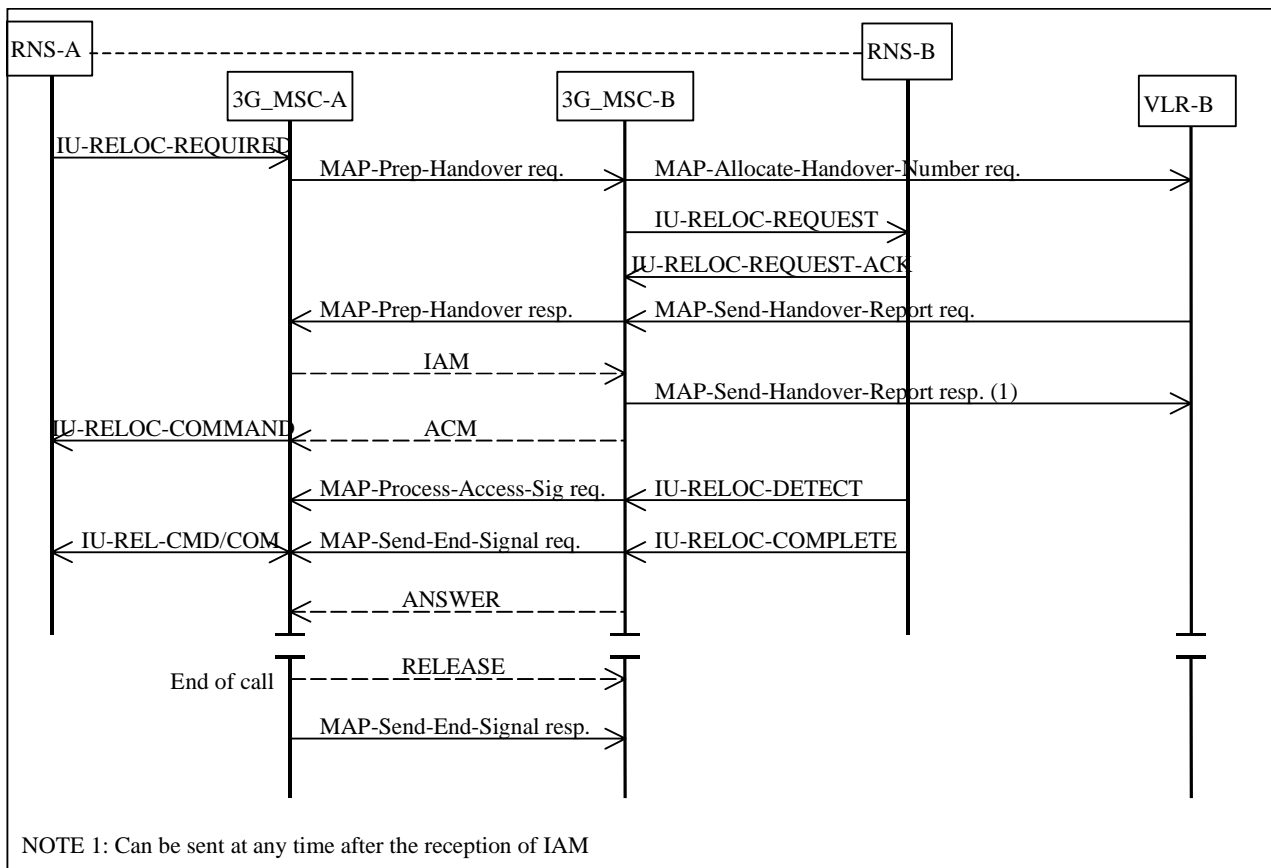 RNS-A
RNS-B
3G_MSC-A
3G_MSC-B
VLR-B
IU-RELOC-REQUIRED
MAP-Prep-Handover req.
MAP-Allocate-Handover-Number req.
IU-RELOC-REQUEST
IU-RELOC-REQUEST-ACK
MAP-Prep-Handover resp.
MAP-Send-Handover-Report req.
IAM
MAP-Send-Handover-Report resp. (1)
IU-RELOC-COMMAND
ACM
MAP-Process-Access-Sig req.
IU-RELOC-DETECT
IU-REL-CMD/COM
MAP-Send-End-Signal req.
IU-RELOC-COMPLETE
ANSWER
RELEASE
End of call
MAP-Send-End-Signal resp.
NOTE 1: Can be sent at any time after the reception of IAM